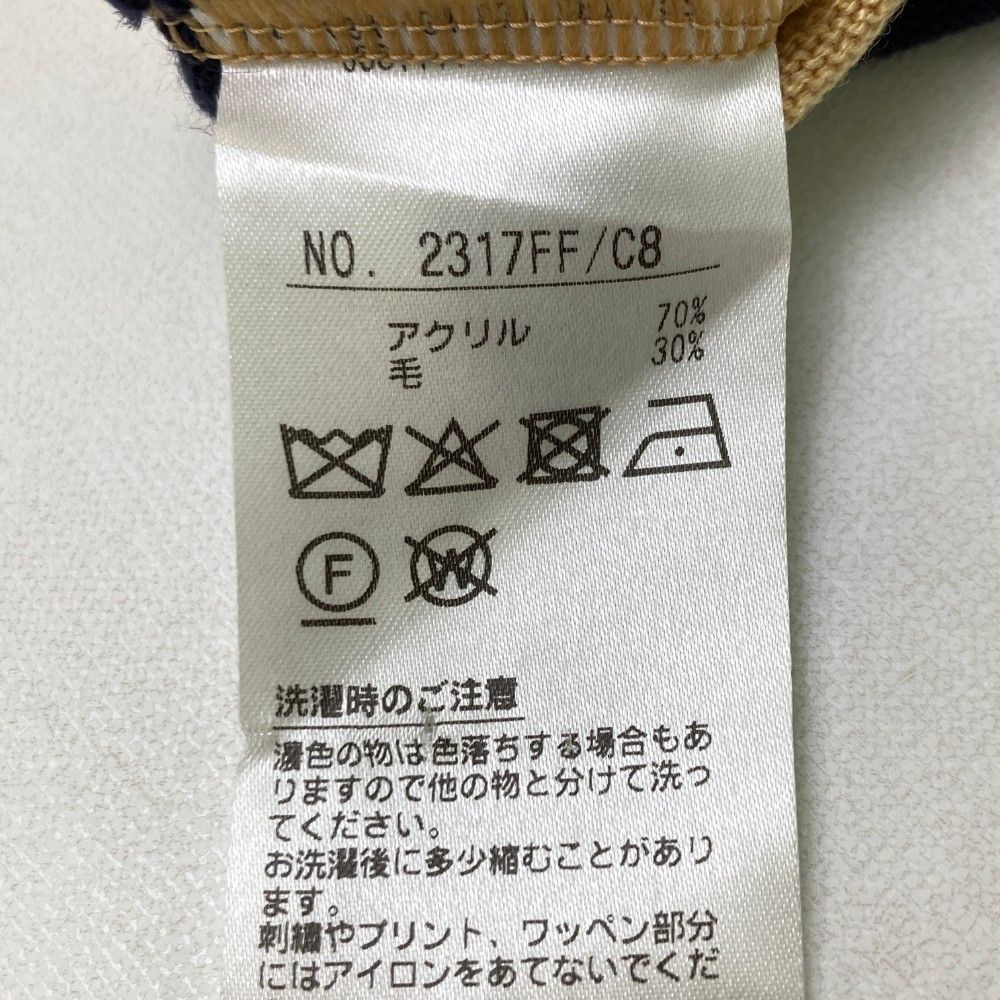 NO. 2317FF/C8
アクリル 70%
毛 30%
F
W
洗濯時のご注意
濃色の物は色落ちする場合もあ
りますので他の物と分けて洗っ
てください。
お洗濯後に多少縮むことがあり
ます。
刺繍やプリント、ワッペン部分
にはアイロンをあてないでくだ